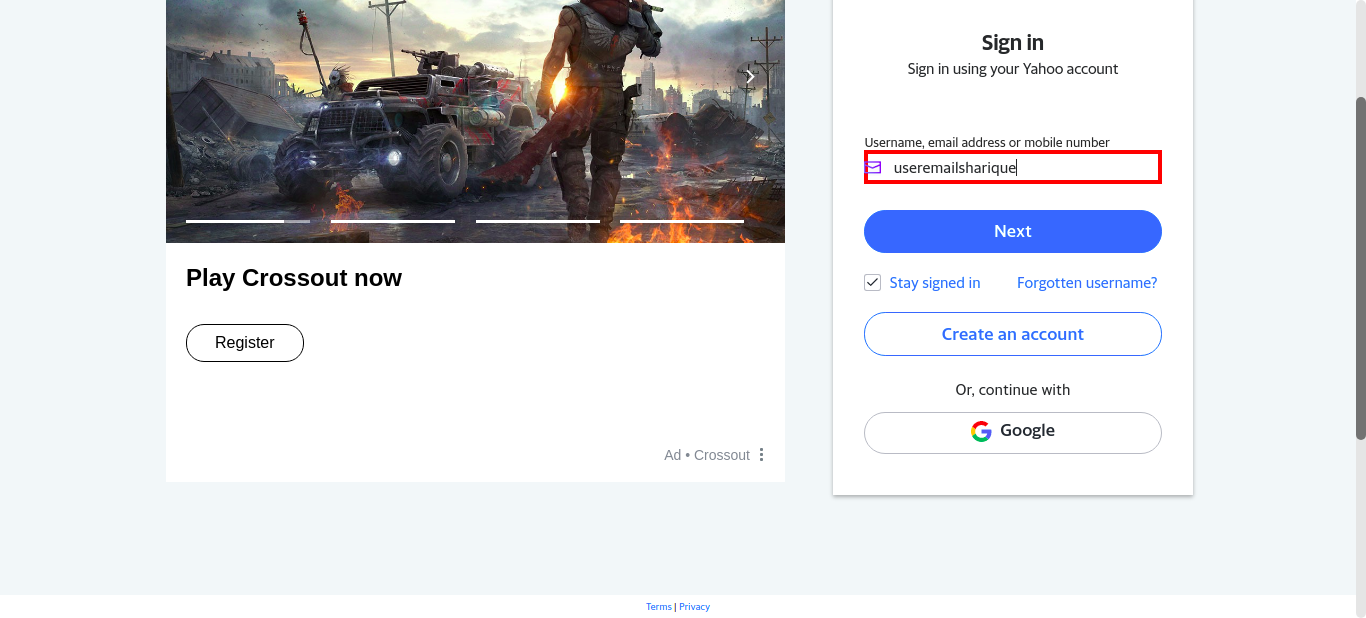 Play Crossout now
Register
Ad • Crossout
Sign in
Sign in using your Yahoo account
Username, email address or mobile number
useremailsharique
Next
Stay signed in
Forgotten username?
Create an account
Or, continue with
Google
Terms | Privacy